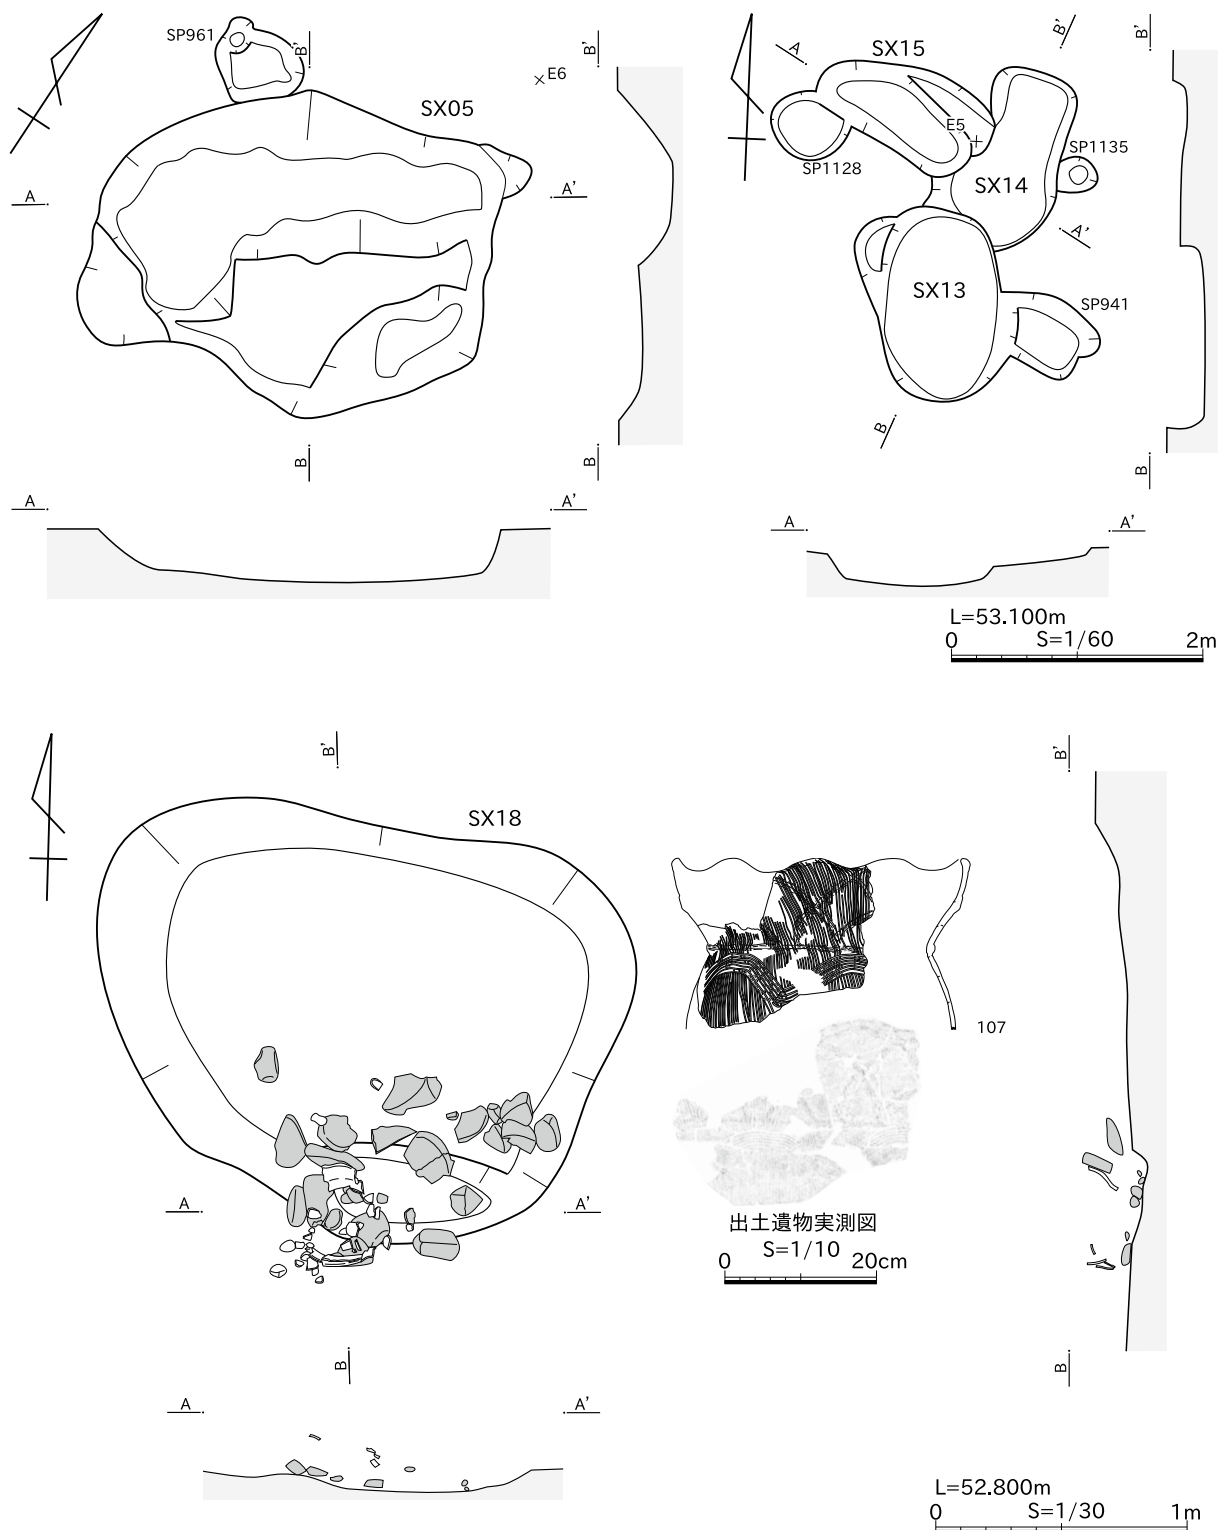 SP961
B'
B'
E6
SX05
A
A'
B
B
A
A'
A
SX15
B'
B'
E5
SP1128
SP1135
SX14
A'
SX13
SP941
B
B
A
A'
L=53.100m
0 S=1/60 2m
B'
B'
SX18
107
A
A'
出土遺物実測図
S=1/10
0 20cm
B
B
A
A'
L=52.800m
0 S=1/30 1m